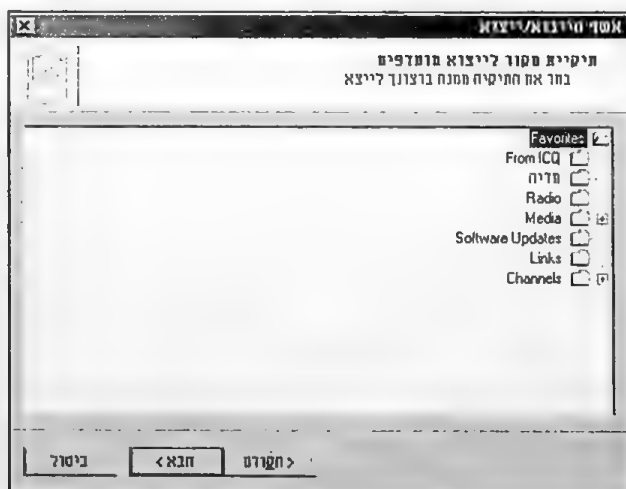 אשף הייבוא/ייצוא
תיקיית מקור לייצוא מועדפים
בחר את התיקיה ממנה ברצונך לייצא
Favorites
From ICQ
מדיה
Radio
Media
Software Updates
Links
Channels
< הקודם
הבא >
ביטול